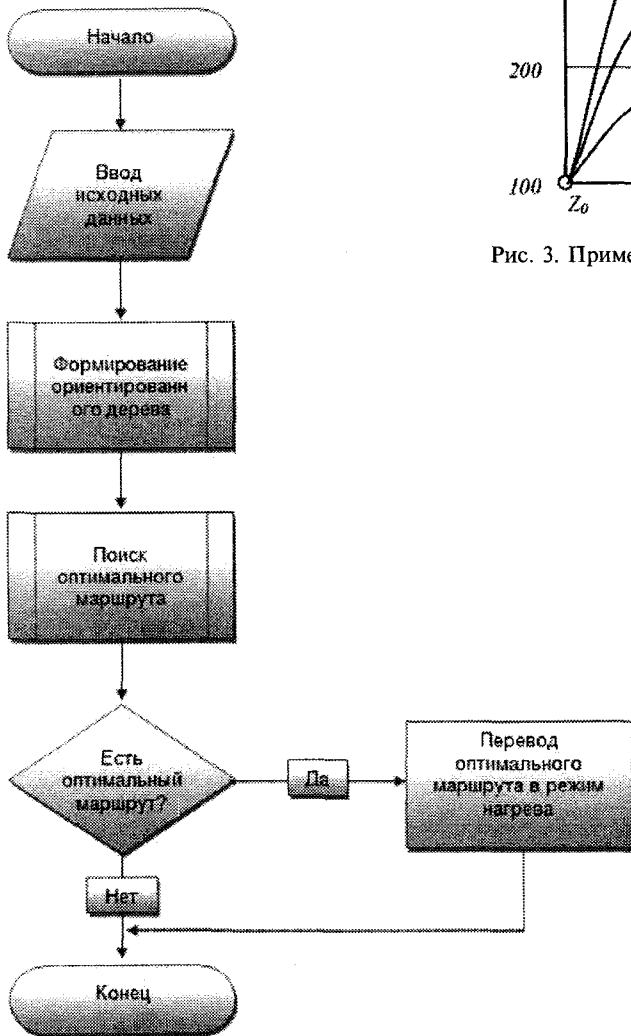 Начало
Ввод
исходных
данных
Формирование
ориентированн
ого дерева
Поиск
оптимального
маршрута
Есть
оптимальный
маршрут?
Да
Перевод
оптимального
маршрута в режим
нагрева
Нет
Конец
200
100
Z₀
Рис. 3. Приме